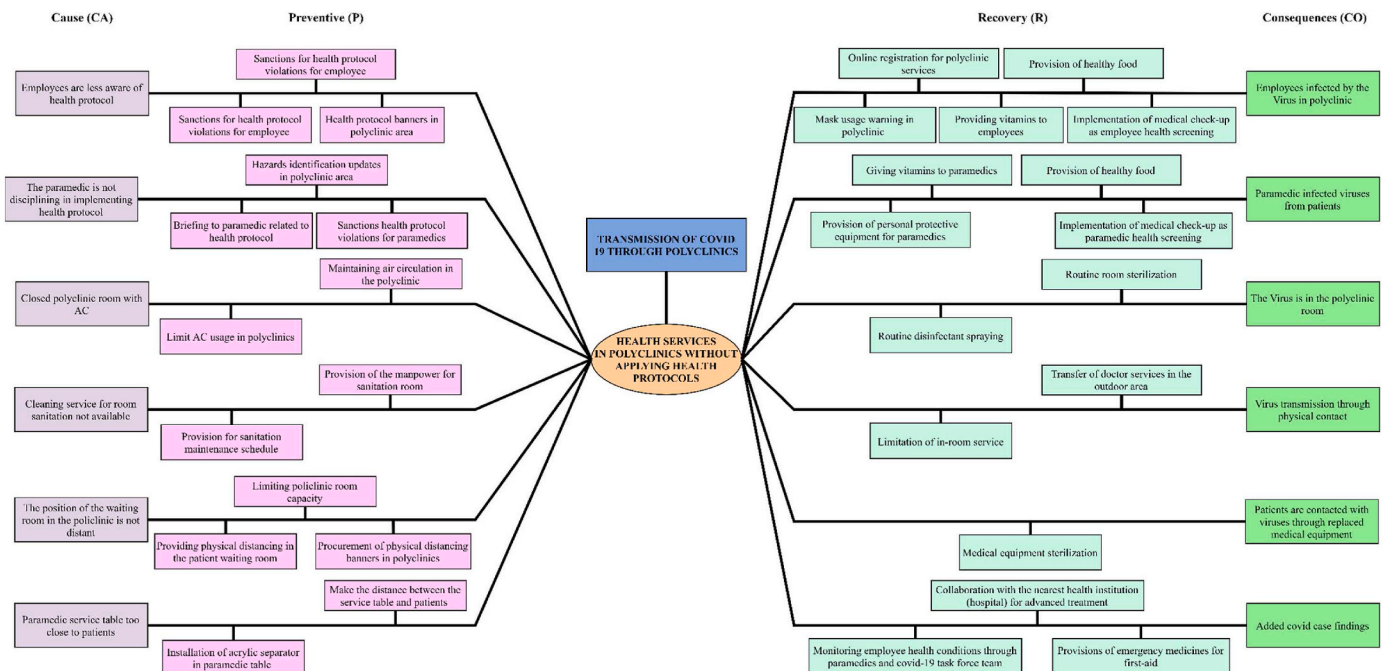 Cause (CA)
Preventive (P)
Recovery (R)
Consequences (CO)
Employees are less aware of
health protocol
Sanctions for health protocol
violations for employee
Sanctions for health protocol
violations for employee
Health protocol banners in
polyclinic area
The paramedic is not
disciplining in implementing
health protocol
Hazards identification updates
in polyclinic area
Briefing to paramedic related to
health protocol
Sanctions health protocol
violations for paramedics
Closed polyclinic room with
AC
Maintaining air circulation in
the polyclinic
Limit AC usage in polyclinics
Cleaning service for room
sanitation not available
Provision of the manpower for
sanitation room
Provision for sanitation
maintenance schedule
The position of the waiting
room in the policlinic is not
distant
Limiting policlinic room
capacity
Providing physical distancing in
the patient waiting room
Procurement of physical distancing
banners in polyclinics
Paramedic service table too
close to patients
Make the distance between the
service table and patients
Installation of acrylic separator
in paramedic table
TRANSMISSION OF COVID
19 THROUGH POLYCLINICS
HEALTH SERVICES
IN POLYCLINICS WITHOUT
APPLYING HEALTH
PROTOCOLS
Online registration for polyclinic
services
Provision of healthy food
Mask usage warning in
polyclinic
Providing vitamins to
employees
Implementation of medical check-up
as employee health screening
Employees infected by the
Virus in polyclinic
Giving vitamins to paramedics
Provision of healthy food
Provision of personal protective
equipment for paramedics
Implementation of medical check-up as
paramedic health screening
Paramedic infected viruses
from patients
Routine room sterilization
Routine disinfectant spraying
The Virus is in the polyclinic
room
Transfer of doctor services in the
outdoor area
Limitation of in-room service
Virus transmission through
physical contact
Medical equipment sterilization
Patients are contacted with
viruses through replaced
medical equipment
Collaboration with the nearest health institution
(hospital) for advanced treatment
Monitoring employee health conditions through
paramedics and covid-19 task force team
Provisions of emergency medicines for
first-aid
Added covid case findings